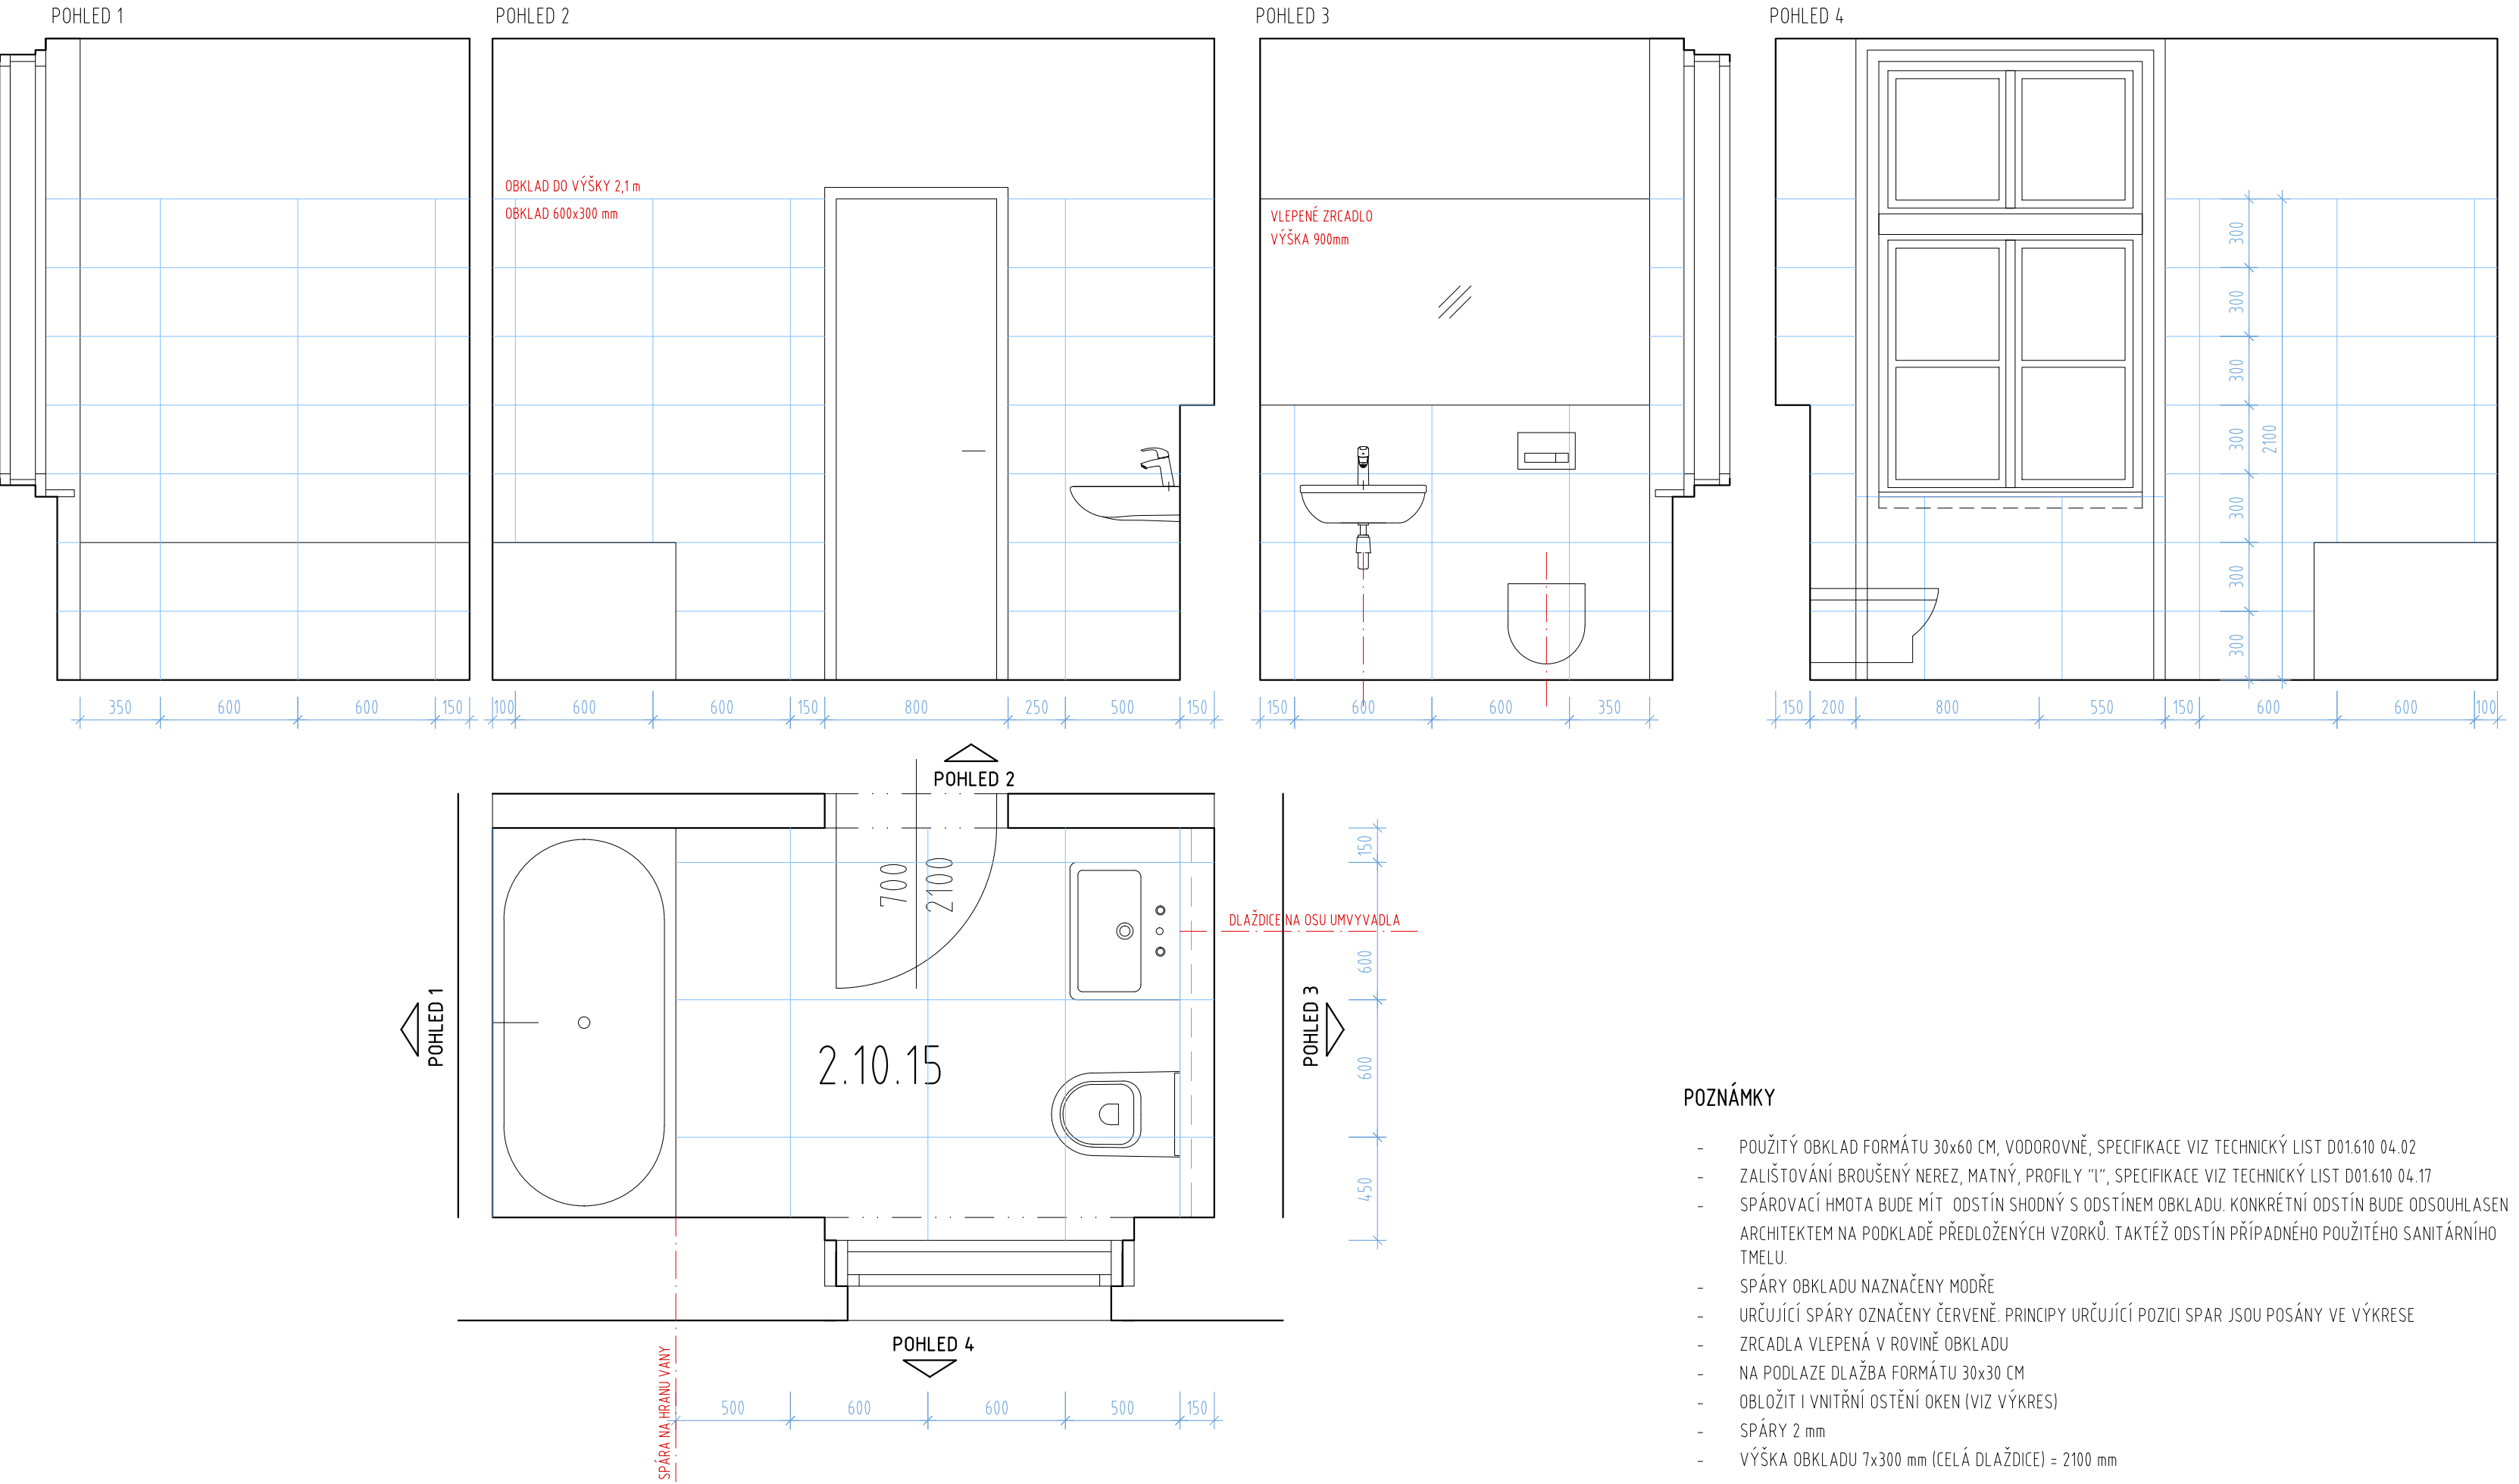 POHLED 1
POHLED 2
POHLED 3
POHLED 4
OBKLAD DO VÝŠKY 2,1 m
OBKLAD 600x300 mm
VLEPENÉ ZRCADLO
VÝŠKA 900mm
300
300
300
300
300
300
300
2100
350 600 600 150
100 600 600 150 800 250 500 150
150 600 600 350
150 200 800 550 150 600 600 100
POHLED 2
700
2100
150
600
600
450
DLAŽDICE NA OSU UMVYVADLA
POHLED 1
POHLED 3
2.10.15
POHLED 4
SPÁRA NA HRANU VANY
500 600 600 500 150
POZNÁMKY
- POUŽITÝ OBKLAD FORMÁTU 30x60 CM, VODOROVNĚ, SPECIFIKACE VIZ TECHNICKÝ LIST D01.610 04.02
- ZALIŠTOVÁNÍ BROUŠENÝ NEREZ, MATNÝ, PROFILY "l", SPECIFIKACE VIZ TECHNICKÝ LIST D01.610 04.17
- SPÁROVACÍ HMOTA BUDE MÍT ODSTÍN SHODNÝ S ODSTÍNEM OBKLADU. KONKRÉTNÍ ODSTÍN BUDE ODSOUHLASEN
ARCHITEKTEM NA PODKLADĚ PŘEDLOŽENÝCH VZORKŮ. TAKTÉŽ ODSTÍN PŘÍPADNÉHO POUŽITÉHO SANITÁRNÍHO
TMELU.
- SPÁRY OBKLADU NAZNAČENY MODŘE
- URČUJÍCÍ SPÁRY OZNAČENY ČERVENĚ. PRINCIPY URČUJÍCÍ POZICI SPAR JSOU POSÁNY VE VÝKRESE
- ZRCADLA VLEPENÁ V ROVINĚ OBKLADU
- NA PODLAZE DLAŽBA FORMÁTU 30x30 CM
- OBLOŽIT I VNITŘNÍ OSTĚNÍ OKEN (VIZ VÝKRES)
- SPÁRY 2 mm
- VÝŠKA OBKLADU 7x300 mm (CELÁ DLAŽDICE) = 2100 mm